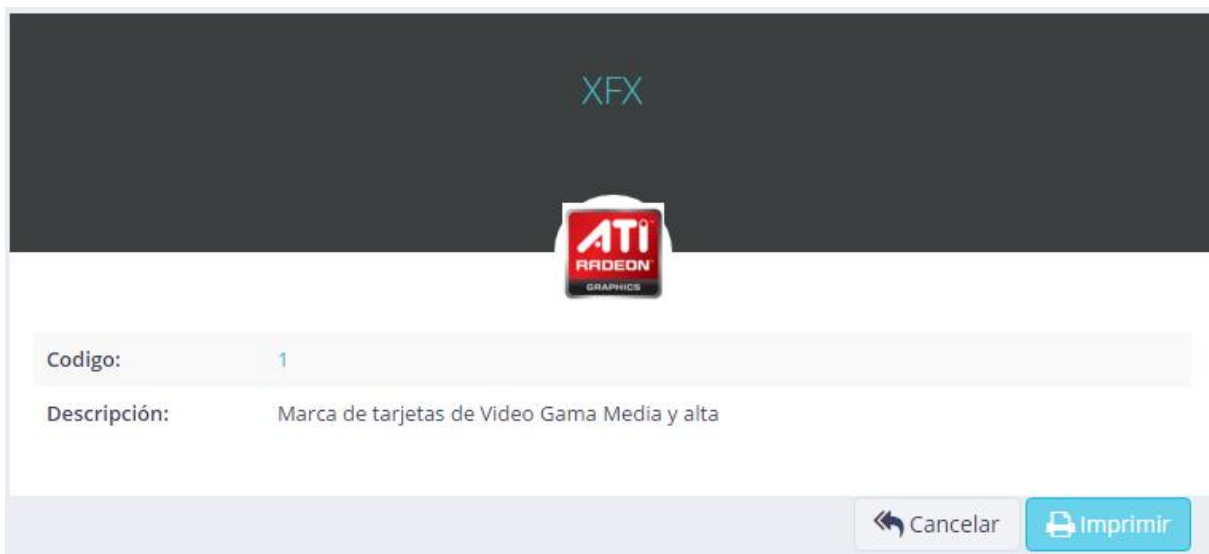 XFX
ATI
RADEON
GRAPHICS
Codigo: 1
Descripción: Marca de tarjetas de Video Gama Media y alta
Cancelar Imprimir